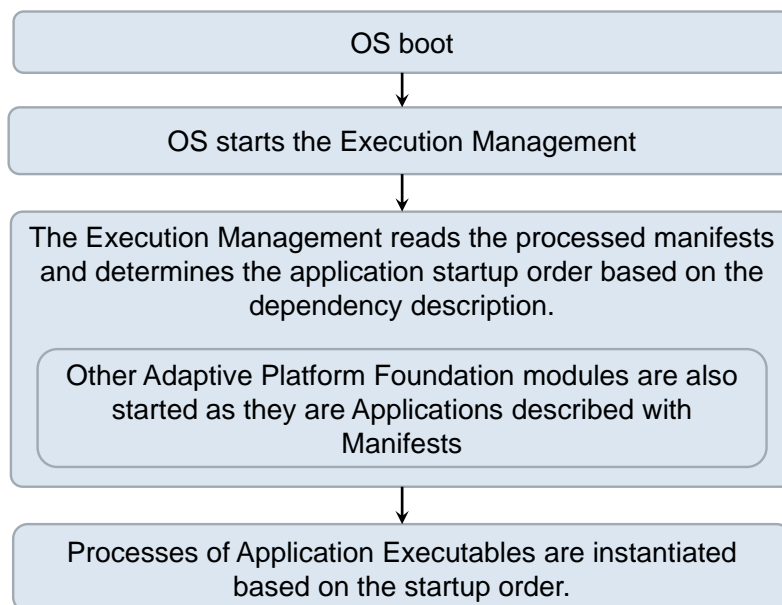 OS boot
OS starts the Execution Management
The Execution Management reads the processed manifests
and determines the application startup order based on the
dependency description.
Other Adaptive Platform Foundation modules are also
started as they are Applications described with
Manifests
Processes of Application Executables are instantiated
based on the startup order.